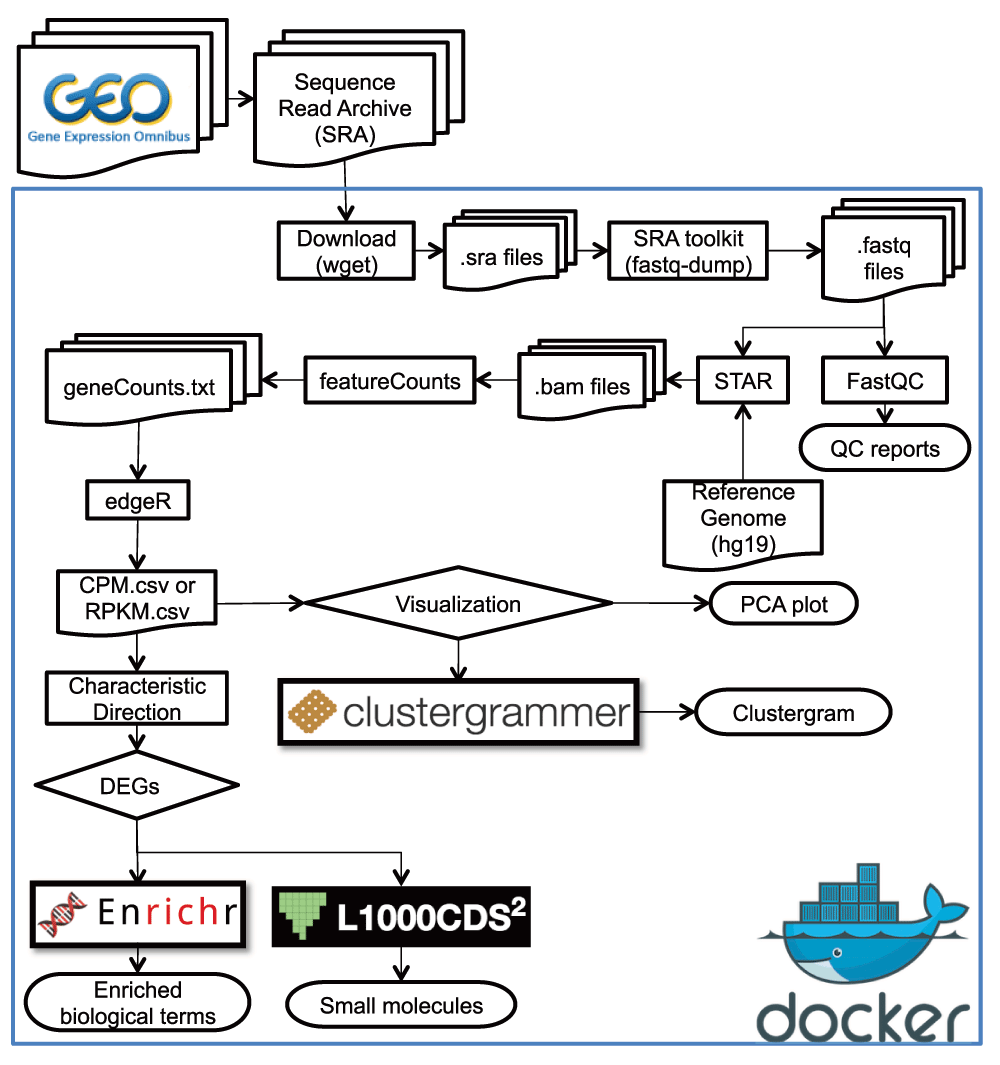 GEO
Gene Expression Omnibus
Sequence
Read Archive
(SRA)
Download
(wget)
.sra files
SRA toolkit
(fastq-dump)
.fastq
files
geneCounts.txt
featureCounts
.bam files
STAR
FastQC
QC reports
edgeR
Reference
Genome
(hg19)
CPM.csv or
RPKM.csv
Visualization
PCA plot
Characteristic
Direction
clustergrammer
Clustergram
DEGs
Enrichr
L1000CDS²
Enriched
biological terms
Small molecules
docker